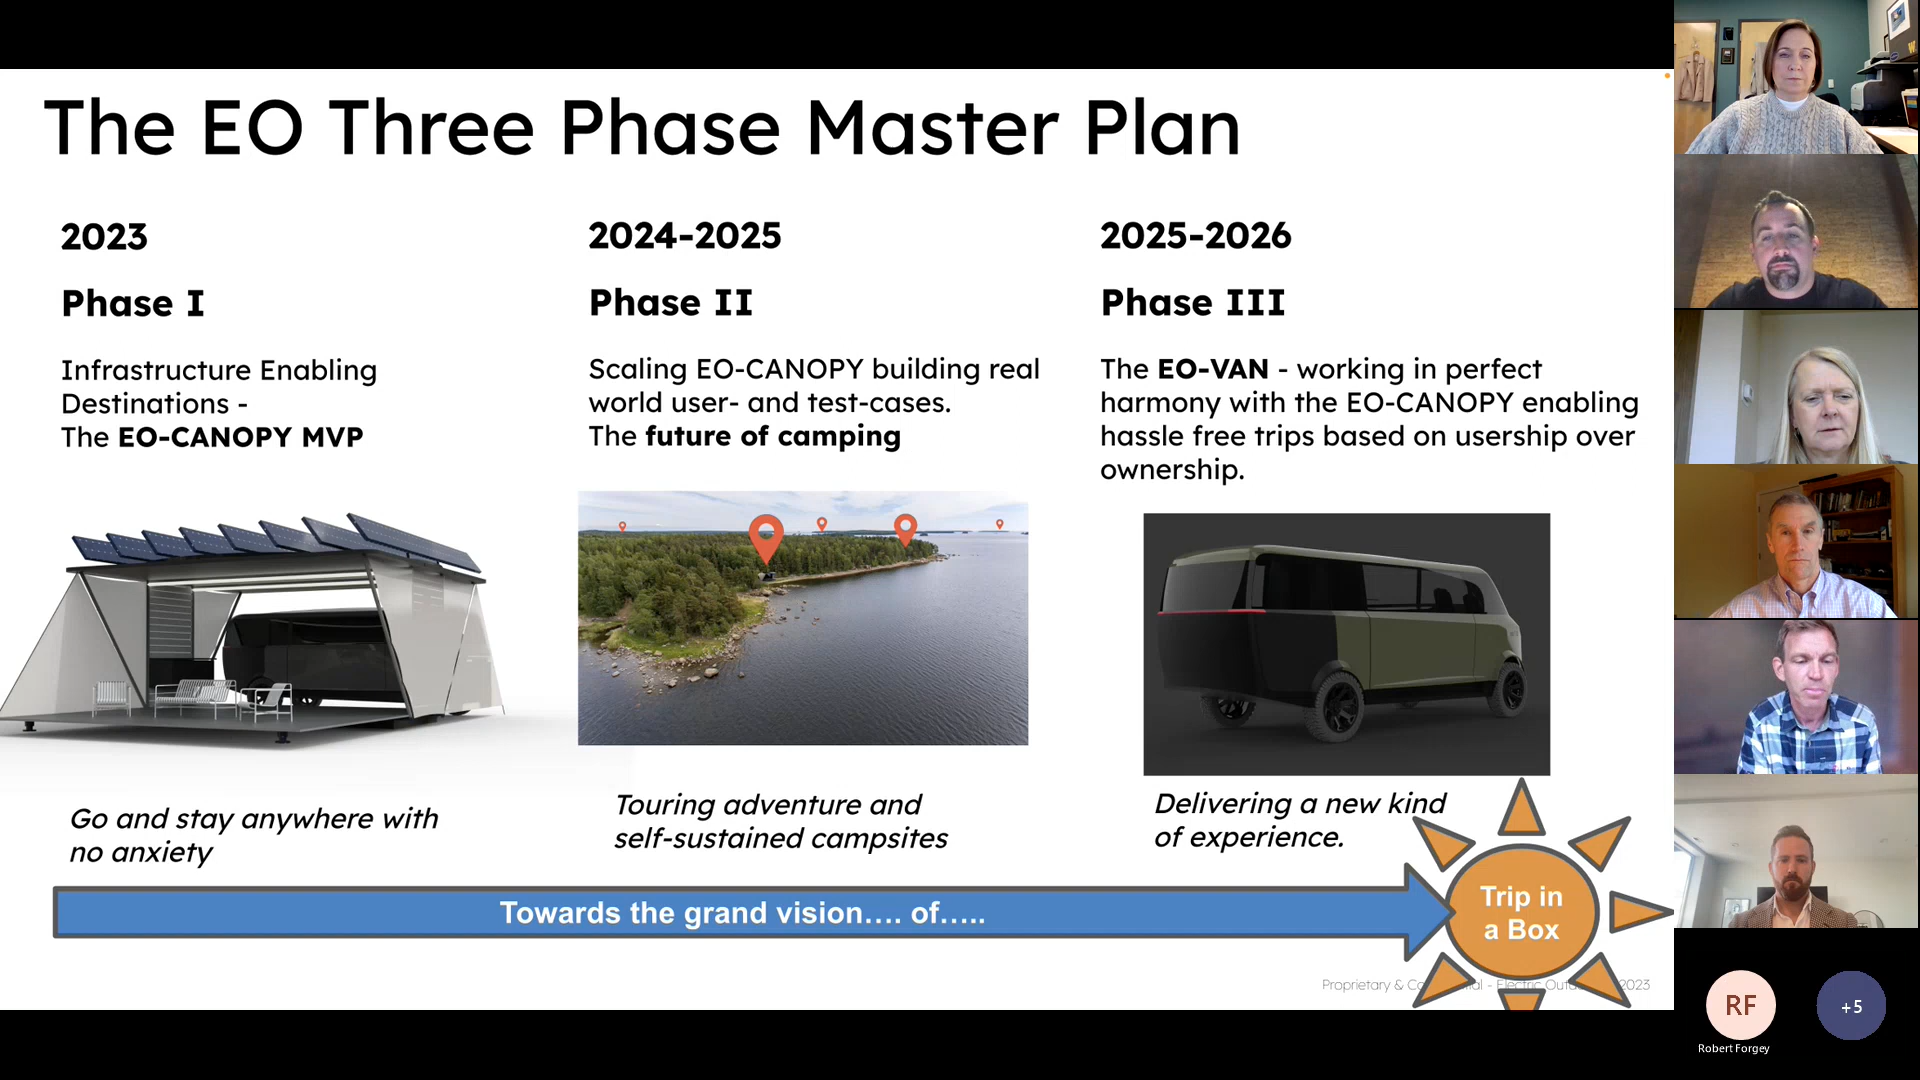 The EO Three Phase Master Plan
2023
Phase I
Infrastructure Enabling
Destinations -
The EO-CANOPY MVP
Go and stay anywhere with
no anxiety
2024-2025
Phase II
Scaling EO-CANOPY building real
world user- and test-cases.
The future of camping
Touring adventure and
self-sustained campsites
2025-2026
Phase III
The EO-VAN - working in perfect
harmony with the EO-CANOPY enabling
hassle free trips based on usership over
ownership.
Delivering a new kind
of experience.
Towards the grand vision.... of.....
Trip in
a Box
Proprietary & - Electric 2023
W
RF
Robert Forgey
+5